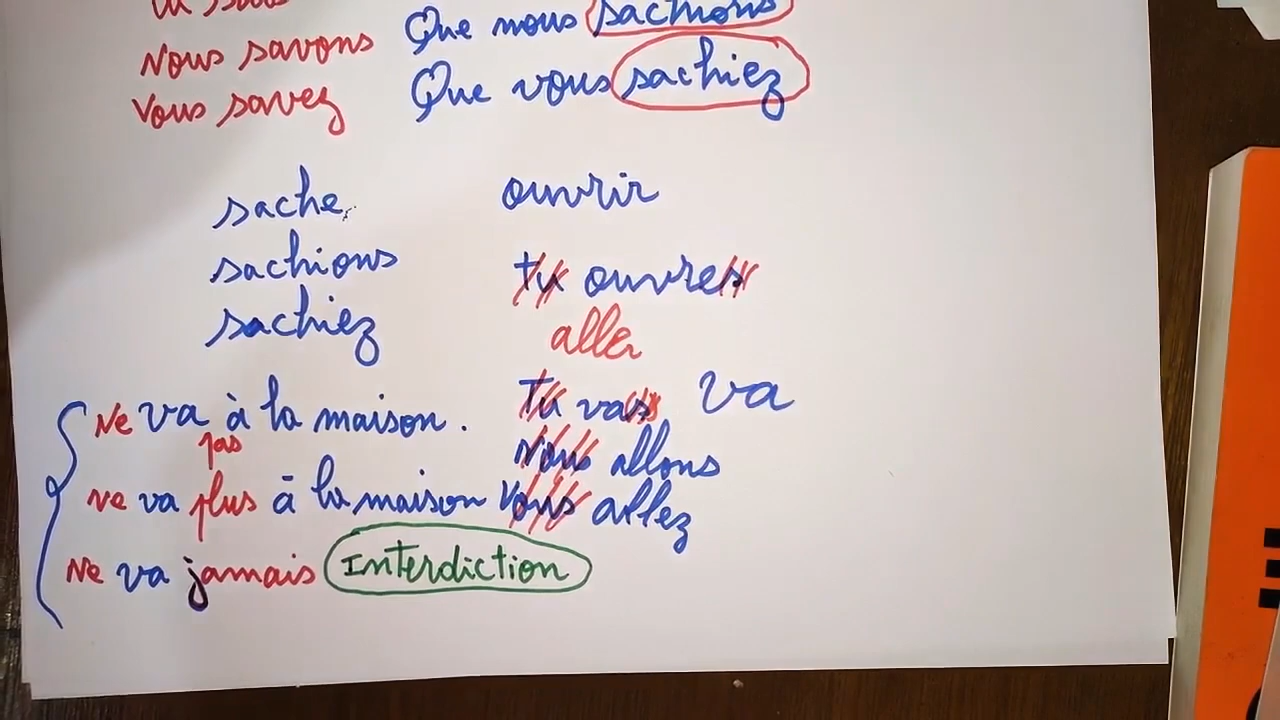 Nous savons Que nous sachions
Vous savez Que vous sachiez
sache ouvrir
sachions tu ouvres
sachiez aller
Ne va à la maison. Tu vas va
pas Nous allons
ne va plus à la maison Vous allez
Ne va jamais Interdiction